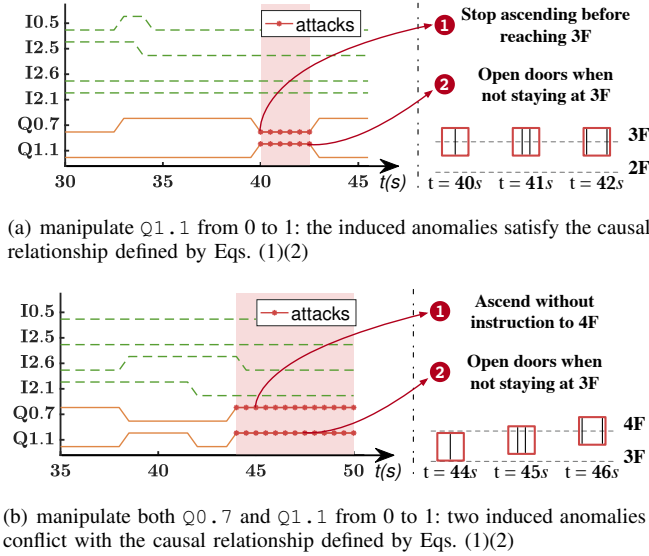 I0.5
I2.5
I2.6
I2.1
Q0.7
Q1.1
attacks
30 35 40 45
t(s)
1 Stop ascending before
reaching 3F
2 Open doors when
not staying at 3F
3F
2F
t = 40s t = 41s t = 42s
(a) manipulate Q1.1 from 0 to 1: the induced anomalies satisfy the causal
relationship defined by Eqs. (1)(2)
I0.5
I2.5
I2.6
I2.1
Q0.7
Q1.1
attacks
35 40 45 50
t(s)
1 Ascend without
instruction to 4F
2 Open doors when
not staying at 3F
4F
3F
t = 44s t = 45s t = 46s
(b) manipulate both Q0.7 and Q1.1 from 0 to 1: two induced anomalies
conflict with the causal relationship defined by Eqs. (1)(2)